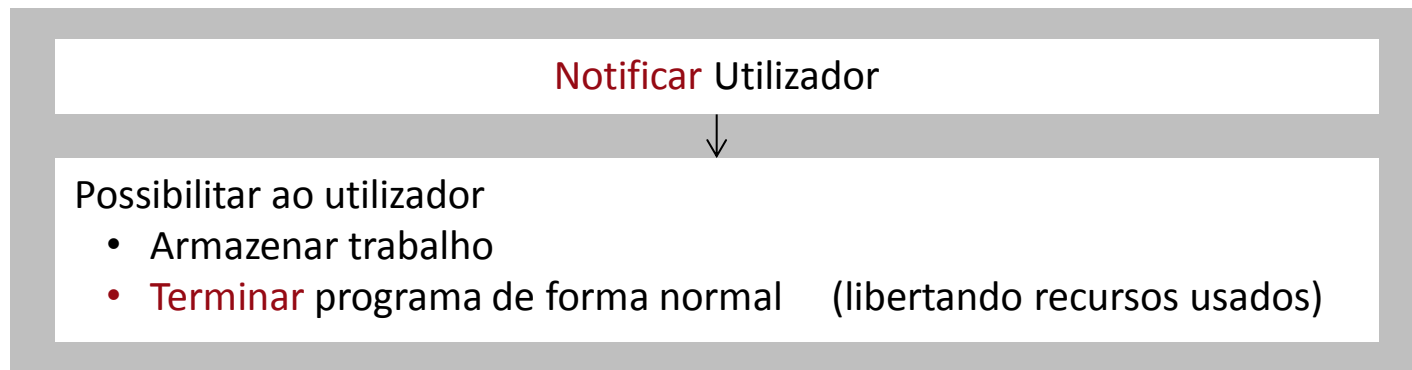 Notificar Utilizador
Possibilitar ao utilizador
• Armazenar trabalho
• Terminar programa de forma normal (libertando recursos usados)